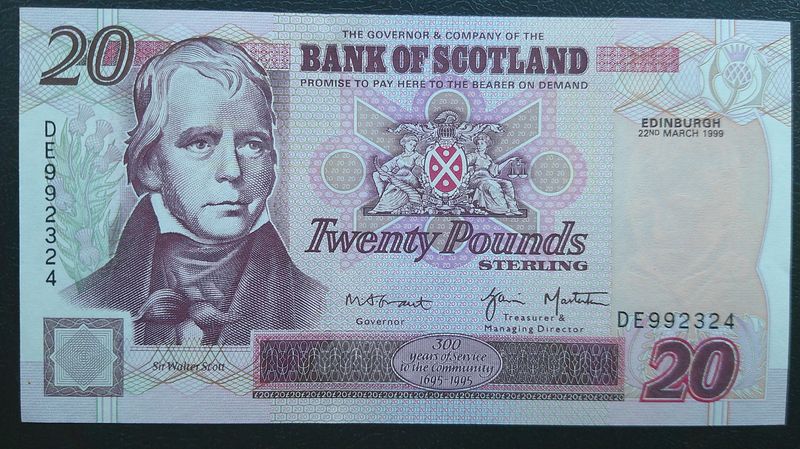 20
THE GOVERNOR & COMPANY OF THE
BANK OF SCOTLAND
PROMISE TO PAY HERE TO THE BEARER ON DEMAND
EDINBURGH
22ND MARCH 1999
DE992324
Twenty Pounds
STERLING
Governor
Treasurer &
Managing Director
DE992324
Sir Walter Scott
300
years of service
to the community
1695-1995
20